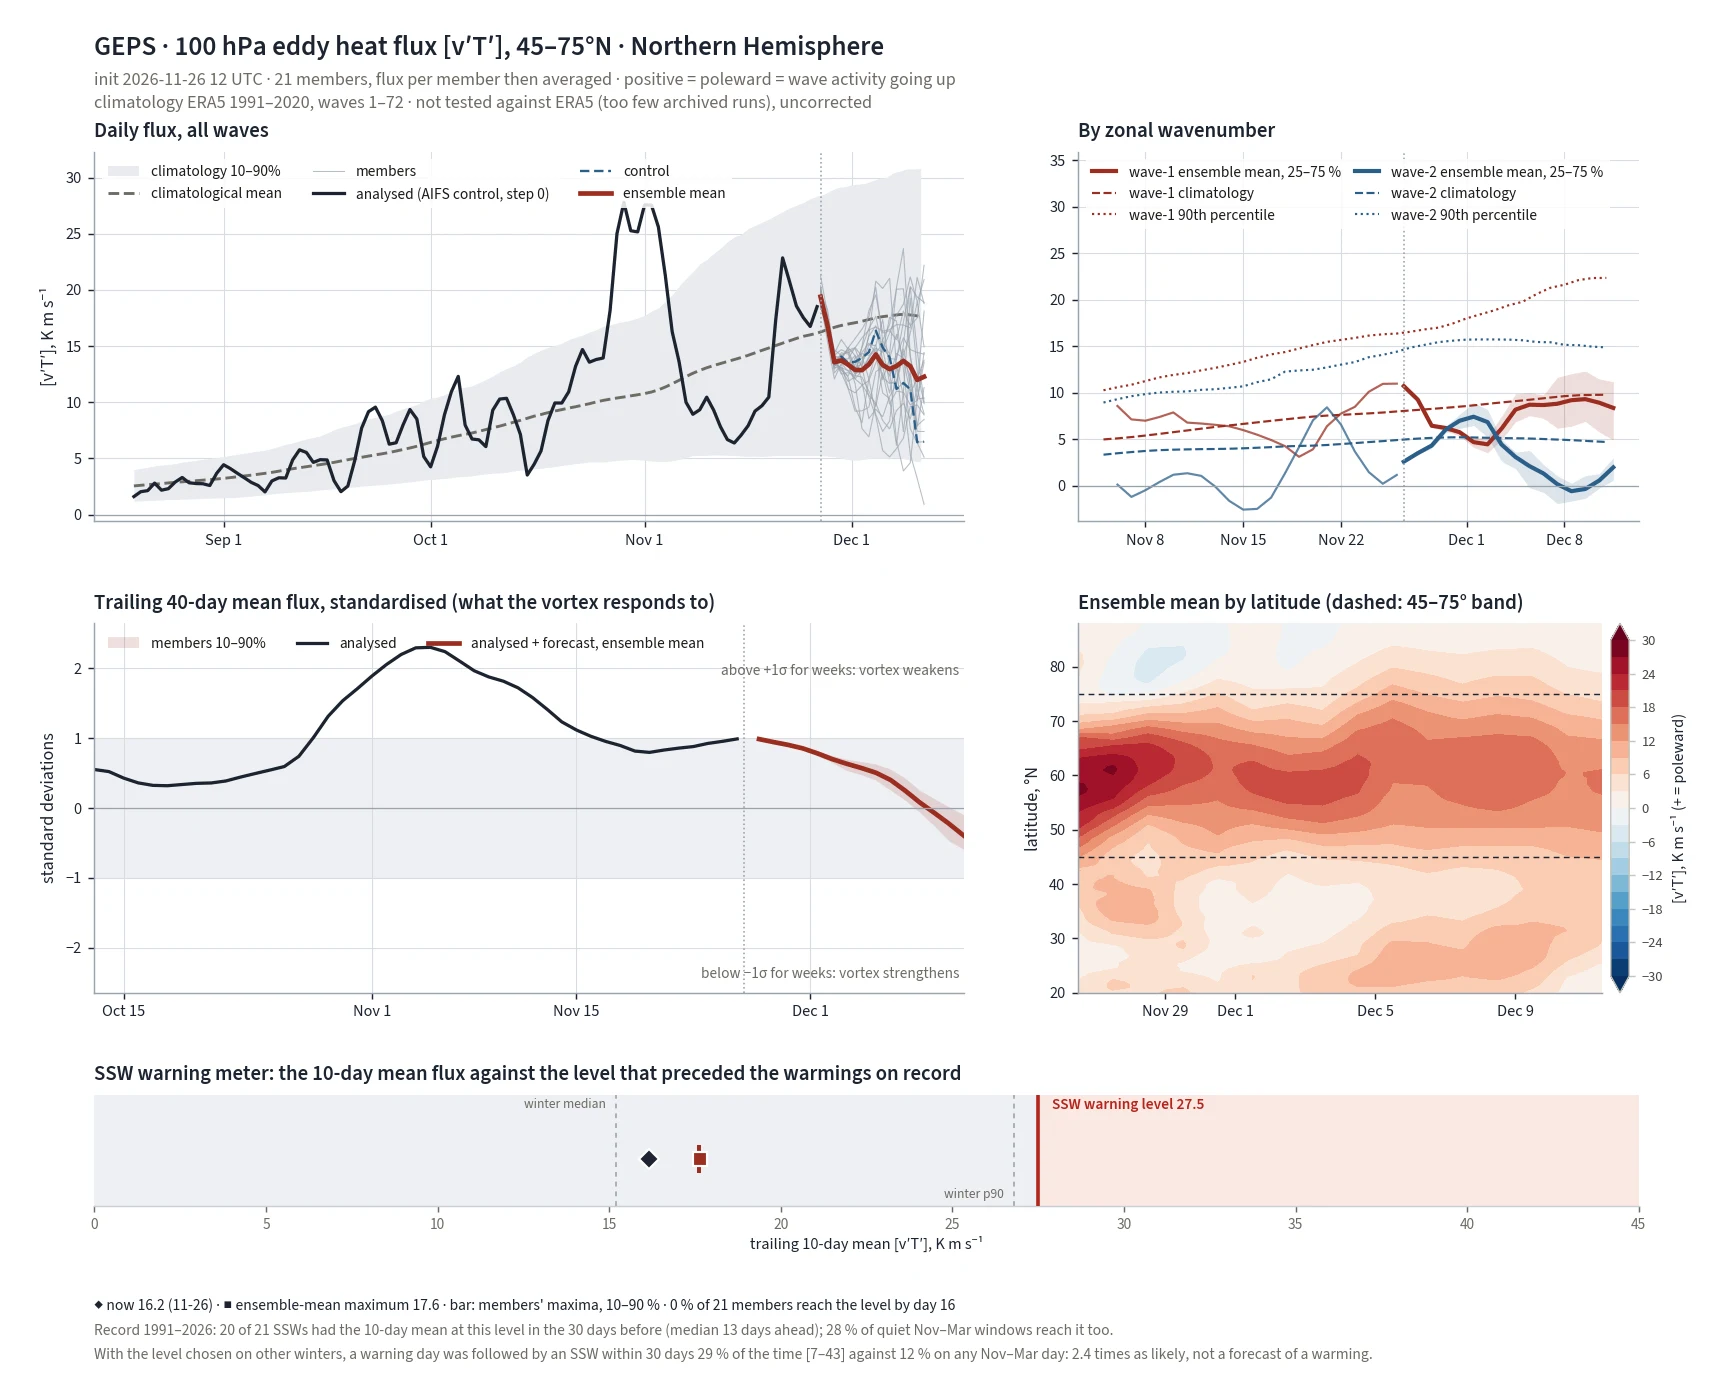 GEPS · 100 hPa eddy heat flux [v′T′], 45–75°N · Northern Hemisphere
init 2026-11-26 12 UTC · 21 members, flux per member then averaged · positive = poleward = wave activity going up
climatology ERA5 1991–2020, waves 1–72 · not tested against ERA5 (too few archived runs), uncorrected
Daily flux, all waves
climatology 10–90%
climatological mean
members
analysed (AIFS control, step 0)
control
ensemble mean
[v′T′], K m s⁻¹
30
25
20
15
10
5
0
Sep 1
Oct 1
Nov 1
Dec 1
By zonal wavenumber
wave-1 ensemble mean, 25–75 %
wave-1 climatology
wave-1 90th percentile
wave-2 ensemble mean, 25–75 %
wave-2 climatology
wave-2 90th percentile
35
30
25
20
15
10
5
0
Nov 8
Nov 15
Nov 22
Dec 1
Dec 8
Trailing 40-day mean flux, standardised (what the vortex responds to)
members 10–90%
analysed
analysed + forecast, ensemble mean
above +1σ for weeks: vortex weakens
below −1σ for weeks: vortex strengthens
standard deviations
2
1
0
−1
−2
Oct 15
Nov 1
Nov 15
Dec 1
Ensemble mean by latitude (dashed: 45–75° band)
latitude, °N
80
70
60
50
40
30
20
Nov 29
Dec 1
Dec 5
Dec 9
30
24
18
12
6
0
−6
−12
−18
−24
−30
[v′T′], K m s⁻¹ (+ = poleward)
SSW warning meter: the 10-day mean flux against the level that preceded the warmings on record
winter median
winter p90
SSW warning level 27.5
0
5
10
15
20
25
30
35
40
45
trailing 10-day mean [v′T′], K m s⁻¹
◆ now 16.2 (11-26) · ■ ensemble-mean maximum 17.6 · bar: members' maxima, 10–90 % · 0 % of 21 members reach the level by day 16
Record 1991–2026: 20 of 21 SSWs had the 10-day mean at this level in the 30 days before (median 13 days ahead); 28 % of quiet Nov–Mar windows reach it too.
With the level chosen on other winters, a warning day was followed by an SSW within 30 days 29 % of the time [7–43] against 12 % on any Nov–Mar day: 2.4 times as likely, not a forecast of a warming.